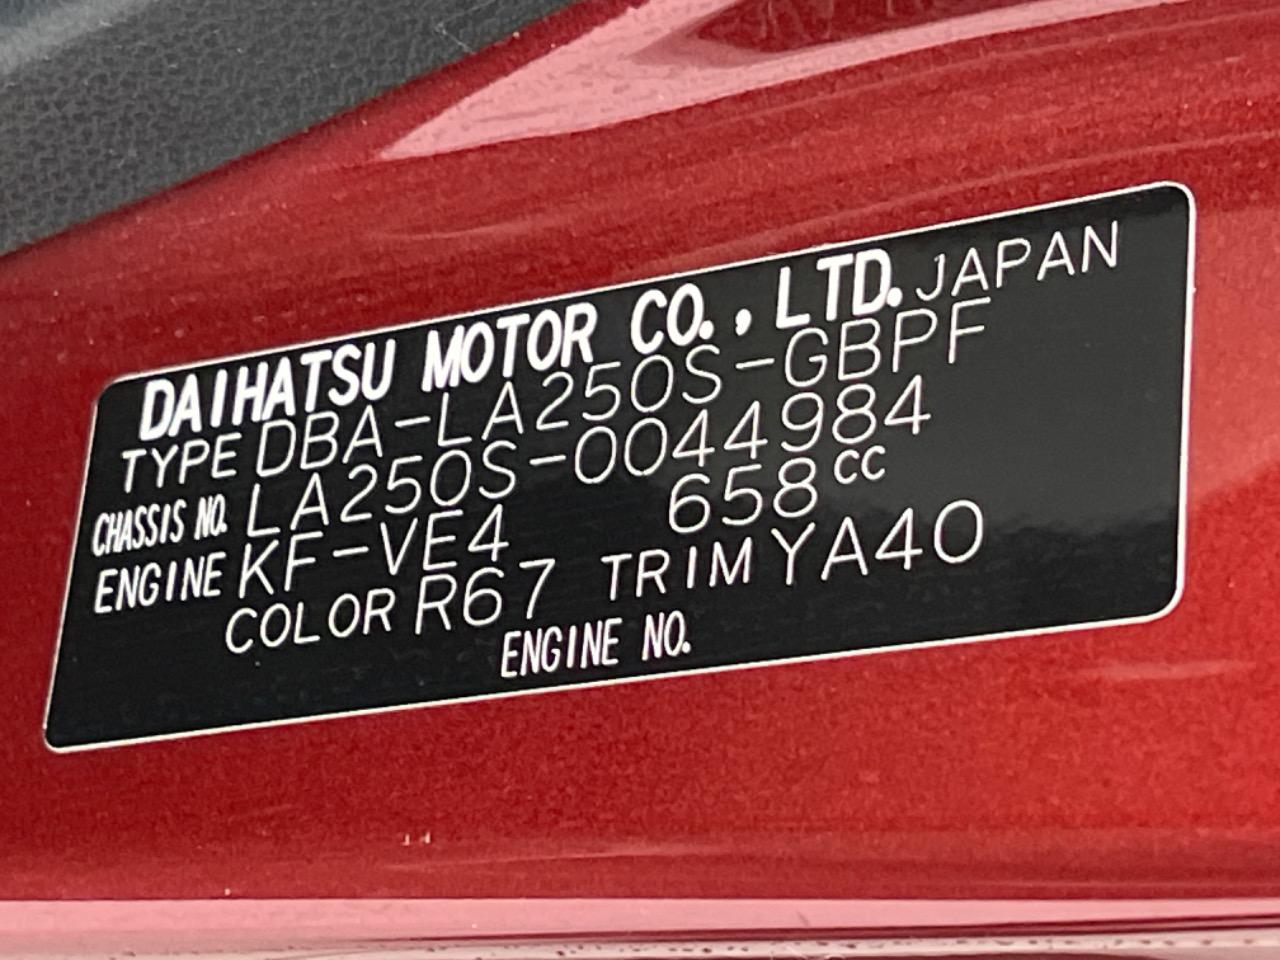 DAIHATSU MOTOR CO., LTD. JAPAN
TYPE DBA-LA250S-GBPF
CHASSIS NO. LA250S-0044984
ENGINE KF-VE4 658cc
COLOR R67 TRIM YA40
ENGINE NO.